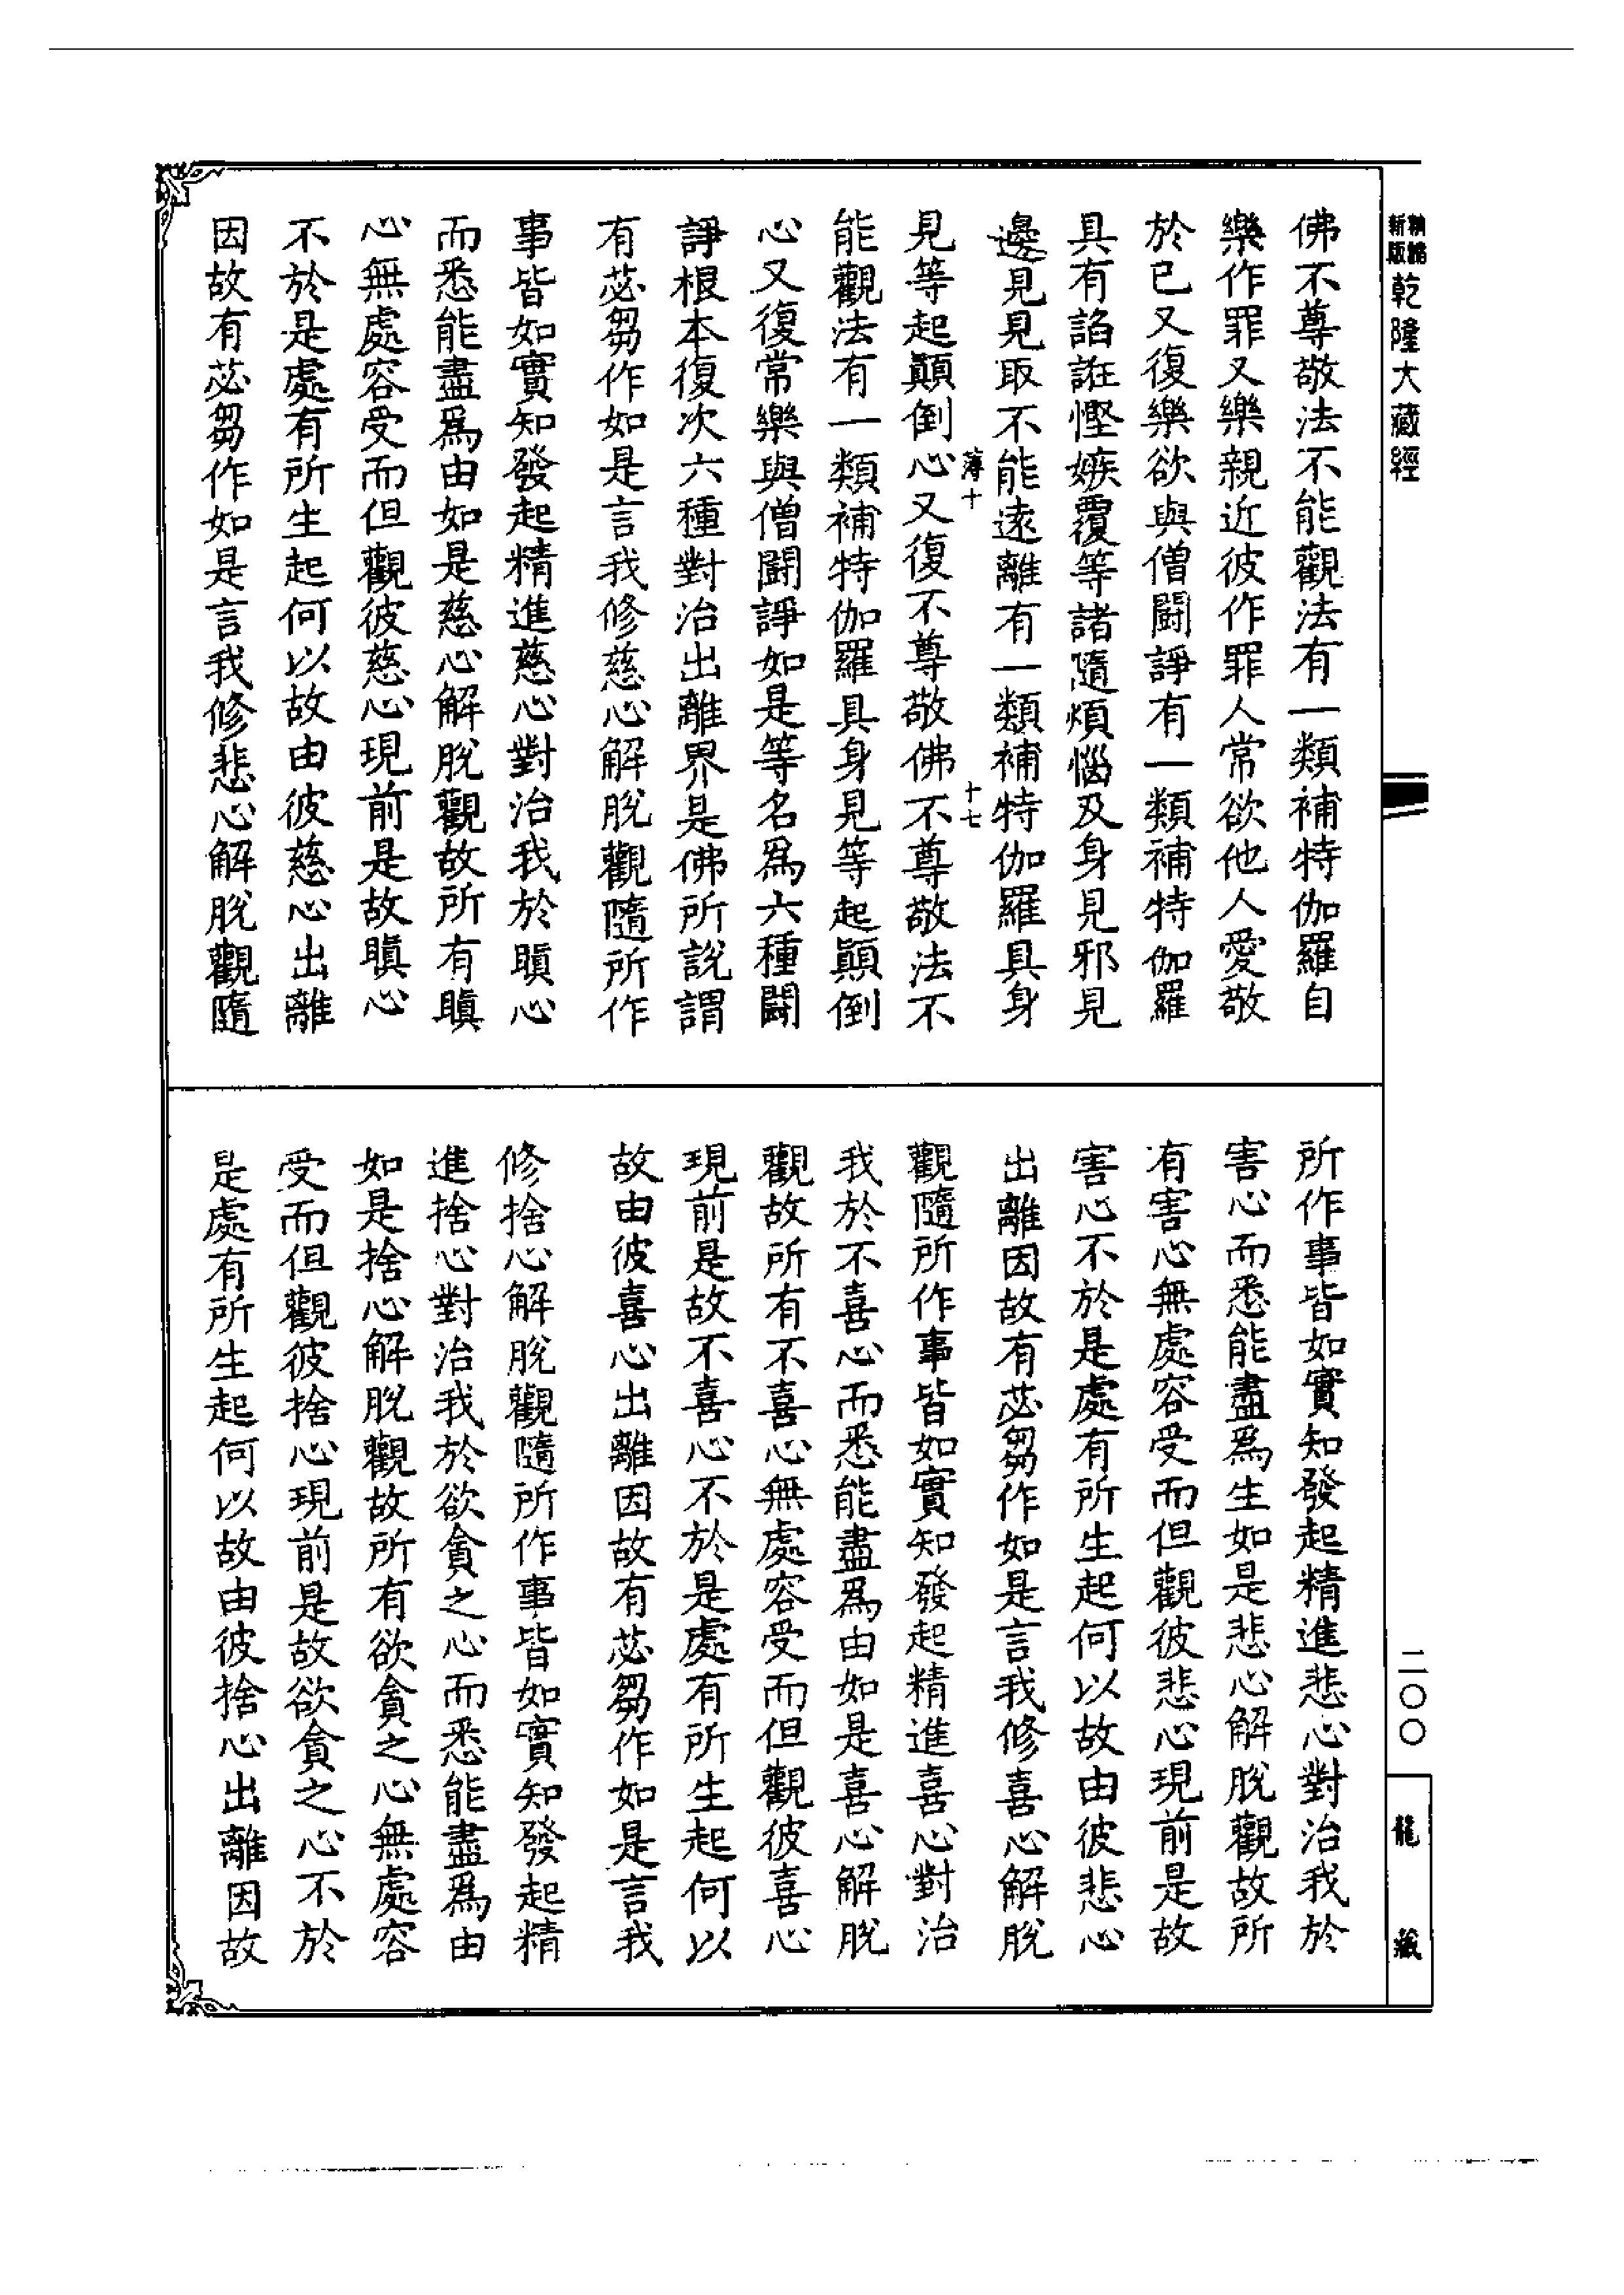 新編
新版
乾隆大藏經
佛不尊敬法不能觀法有一類補特伽羅自
樂作罪又樂親近彼作罪人常欲他人愛敬
於已又復樂欲與僧鬪諍有一類補特伽羅
具有諂誑慳嫉覆等諸隨煩惱及身見邪見
邊見見取不能遠離有一類補特伽羅具身
薄十
十七
見等起顛倒心又復不尊敬佛不尊敬法不
能觀法有一類補特伽羅具身見等起顛倒
心又復常樂與僧鬪諍如是等名爲六種鬪
諍根本復次六種對治出離界是佛所說謂
有苾芻作如是言我修慈心解脫觀隨所作
事皆如實知發起精進慈心對治我於瞋心
而悉能盡爲由如是慈心解脫觀故所有瞋
心無處容受而但觀彼慈心現前是故瞋心
不於是處有所生起何以故由彼慈心出離
因故有苾芻作如是言我修悲心解脫觀隨
所作事皆如實知發起精進悲心對治我於
害心而悉能盡爲生如是悲心解脫觀故所
有害心無處容受而但觀彼悲心現前是故
害心不於是處有所生起何以故由彼悲心
出離因故有苾芻作如是言我修喜心解脫
觀隨所作事皆如實知發起精進喜心對治
我於不喜心而悉能盡爲由如是喜心解脫
觀故所有不喜心無處容受而但觀彼喜心
現前是故不喜心不於是處有所生起何以
故由彼喜心出離因故有苾芻作如是言我
修捨心解脫觀隨所作事皆如實知發起精
進捨心對治我於欲貪之心而悉能盡爲由
如是捨心解脫觀故所有欲貪之心無處容
受而但觀彼捨心現前是故欲貪之心不於
是處有所生起何以故由彼捨心出離因故
二〇〇
龍藏